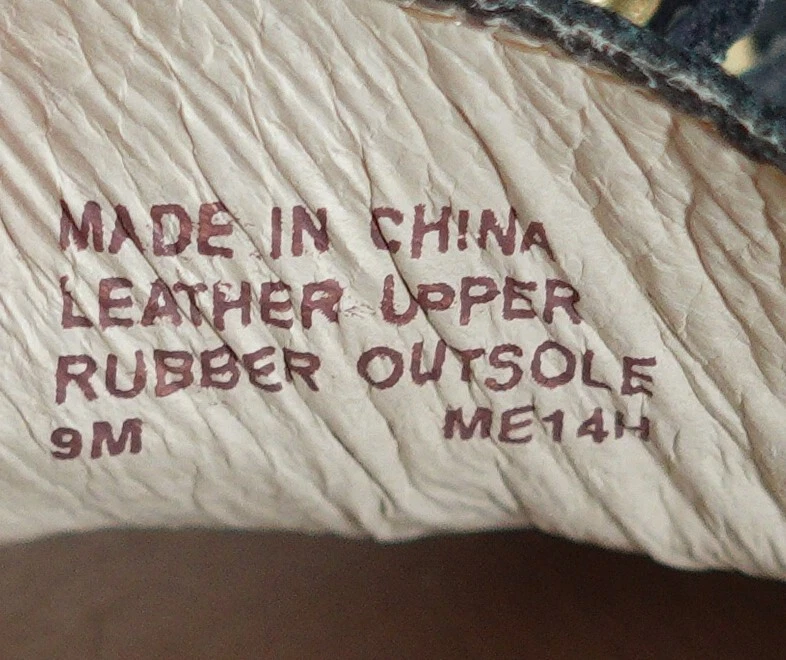 MADE IN CHINA
LEATHER UPPER
RUBBER OUTSOLE
9M ME14H